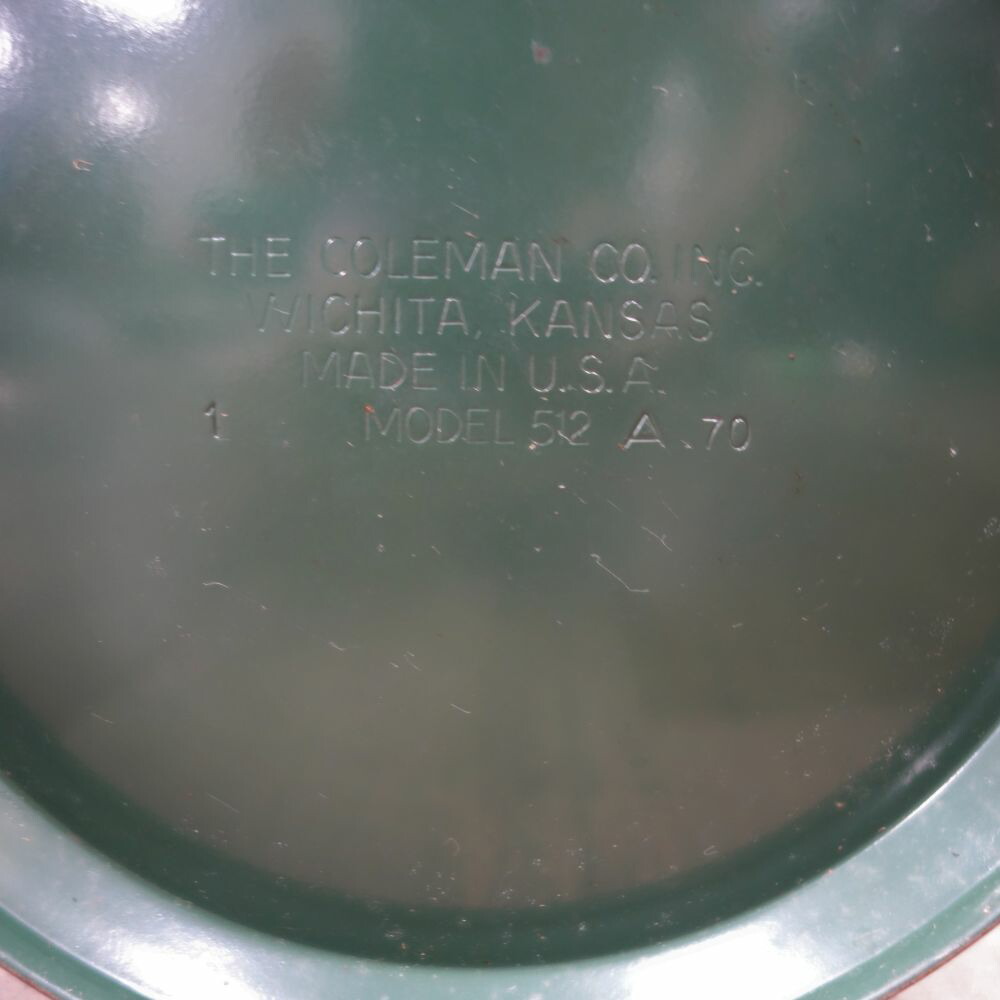 THE COLEMAN CO. INC.
WICHITA, KANSAS
MADE IN U.S.A.
1 MODEL 512 A .70